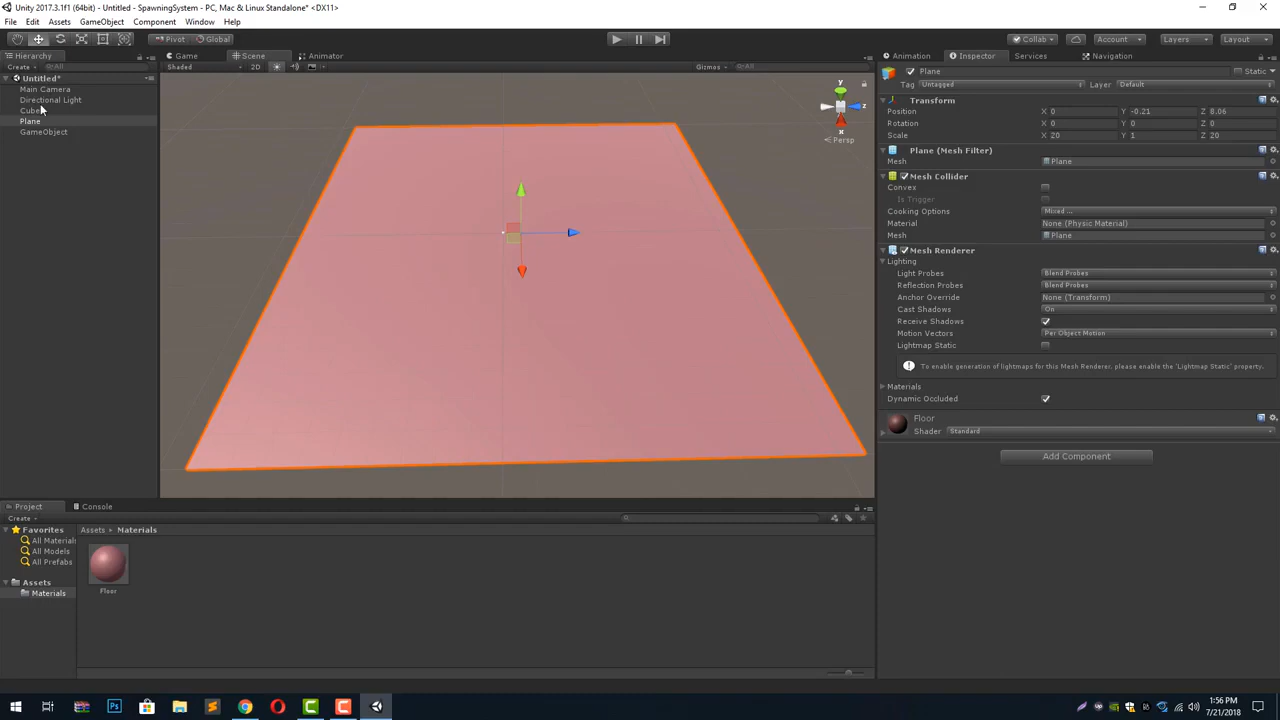 Unity 2017.3.1f1 (64bit) - Untitled - SpawningSystem - PC, Mac & Linux Standalone* <DX11>
File Edit Assets GameObject Component Window Help
Pivot Global Collab Account Layers Layout
Hierarchy Game Scene Animator Animation Inspector Services Navigation
Create All Shaded 2D Gizmos All
Untitled*
Main Camera
Directional Light
Cube
Plane
GameObject
y
z
x
Persp
Plane Static
Tag Untagged Layer Default
Transform
Position X 0 Y -0.21 Z 8.06
Rotation X 0 Y 0 Z 0
Scale X 20 Y 1 Z 20
Plane (Mesh Filter)
Mesh Plane
Mesh Collider
Convex
Is Trigger
Cooking Options Mixed ...
Material None (Physic Material)
Mesh Plane
Mesh Renderer
Lighting
Light Probes Blend Probes
Reflection Probes Blend Probes
Anchor Override None (Transform)
Cast Shadows On
Receive Shadows
Motion Vectors Per Object Motion
Lightmap Static
To enable generation of lightmaps for this Mesh Renderer, please enable the 'Lightmap Static' property.
Materials
Dynamic Occluded
Floor
Shader Standard
Add Component
Project Console
Create
Favorites
All Materials
All Models
All Prefabs
Assets
Materials
Assets > Materials
Floor
1:56 PM
7/21/2018